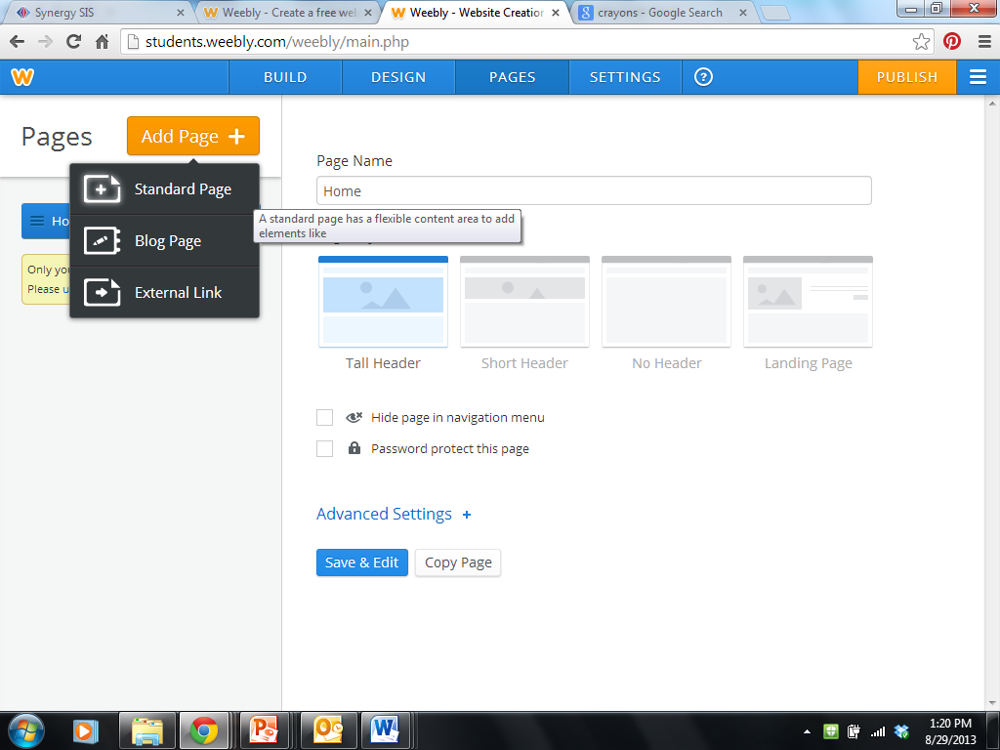 Synergy SIS
Weebly - Create a free wel
Weebly - Website Creation
crayons - Google Search
students.weebly.com/weebly/main.php
BUILD
DESIGN
PAGES
SETTINGS
?
PUBLISH
Pages
Add Page +
Standard Page
Blog Page
External Link
Ho
Only you
Please u
Page Name
Home
A standard page has a flexible content area to add
elements like
Tall Header
Short Header
No Header
Landing Page
Hide page in navigation menu
Password protect this page
Advanced Settings +
Save & Edit
Copy Page
1:20 PM
8/29/2013